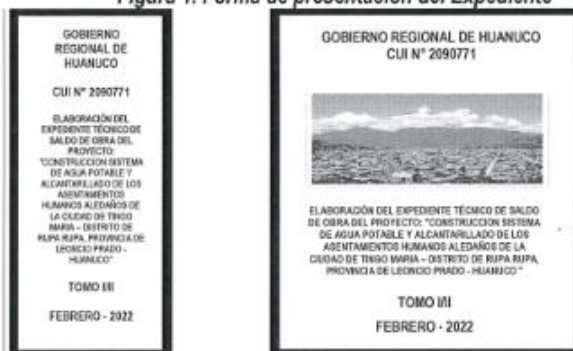 Figura 1. Forma de presentación del Expediente
GOBIERNO
REGIONAL DE
HUANUCO
CUI N° 2090771
ELABORACIÓN DEL
EXPEDIENTE TÉCNICO DE
SALDO DE OBRA DEL
PROYECTO:
"CONSTRUCCION SISTEMA
DE AGUA POTABLE Y
ALCANTARILLADO DE LOS
ASENTAMIENTOS
HUMANOS ALEDAÑOS DE
LA CIUDAD DE TINGO
MARIA – DISTRITO DE
RUPA RUPA, PROVINCIA DE
LEONCIO PRADO -
HUANUCO"
TOMO I/II
FEBRERO - 2022
GOBIERNO REGIONAL DE HUANUCO
CUI N° 2090771
ELABORACIÓN DEL EXPEDIENTE TÉCNICO DE SALDO
DE OBRA DEL PROYECTO: "CONSTRUCCION SISTEMA
DE AGUA POTABLE Y ALCANTARILLADO DE LOS
ASENTAMIENTOS HUMANOS ALEDAÑOS DE LA
CIUDAD DE TINGO MARIA – DISTRITO DE RUPA RUPA,
PROVINCIA DE LEONCIO PRADO - HUANUCO "
TOMO I/II
FEBRERO - 2022